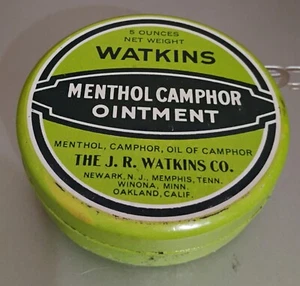 5 OUNCES
NET WEIGHT
WATKINS
MENTHOL CAMPHOR
OINTMENT
MENTHOL, CAMPHOR, OIL OF CAMPHOR
THE J. R. WATKINS CO.
NEWARK, N. J., MEMPHIS, TENN.
WINONA, MINN.
OAKLAND, CALIF.